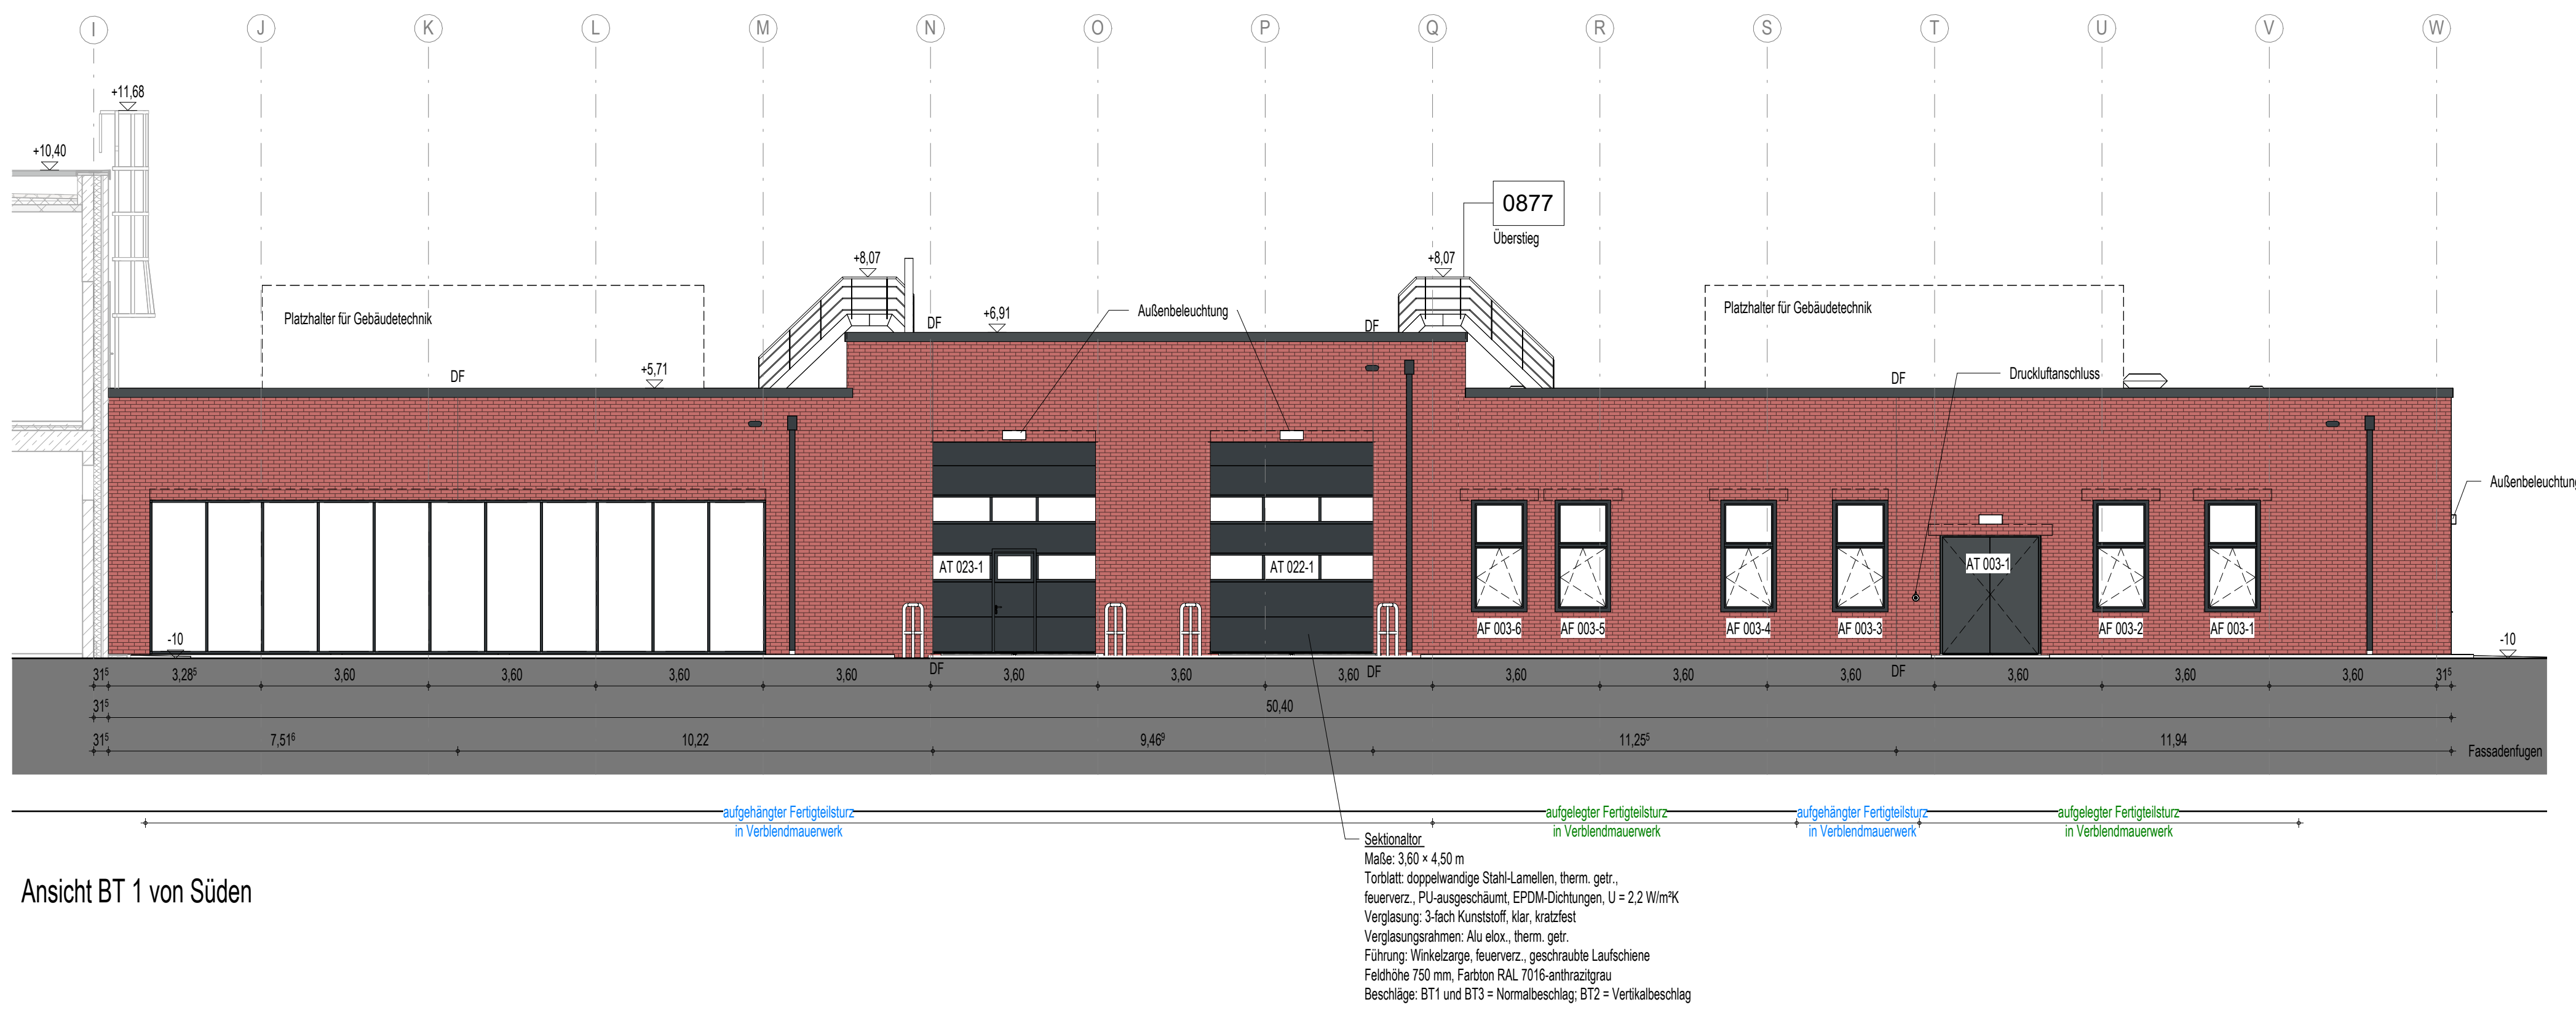 I J K L M N O P Q R S T U V W
+11,68
+10,40
0877
Überstieg
+8,07
+8,07
Platzhalter für Gebäudetechnik
DF
+6,91
Außenbeleuchtung
DF
Platzhalter für Gebäudetechnik
+5,71
DF
DF
Druckluftanschluss
Außenbeleuchtung
AT 023-1
AT 022-1
AT 003-1
AF 003-6
AF 003-5
AF 003-4
AF 003-3
AF 003-2
AF 003-1
-10
-10
DF
DF
DF
31⁵ 3,28⁵ 3,60 3,60 3,60 3,60 3,60 3,60 3,60 3,60 3,60 3,60 3,60 3,60 3,60 31⁵
31⁵ 50,40
31⁵ 7,51⁶ 10,22 9,46⁹ 11,25⁵ 11,94
Fassadenfugen
aufgehängter Fertigteilsturz
in Verblendmauerwerk
aufgelegter Fertigteilsturz
in Verblendmauerwerk
aufgehängter Fertigteilsturz
in Verblendmauerwerk
aufgelegter Fertigteilsturz
in Verblendmauerwerk
Sektionaltor
Maße: 3,60 × 4,50 m
Torblatt: doppelwandige Stahl-Lamellen, therm. getr.,
feuerverz., PU-ausgeschäumt, EPDM-Dichtungen, U = 2,2 W/m²K
Verglasung: 3-fach Kunststoff, klar, kratzfest
Verglasungsrahmen: Alu elox., therm. getr.
Führung: Winkelzarge, feuerverz., geschraubte Laufschiene
Feldhöhe 750 mm, Farbton RAL 7016-anthrazitgrau
Beschläge: BT1 und BT3 = Normalbeschlag; BT2 = Vertikalbeschlag
Ansicht BT 1 von Süden